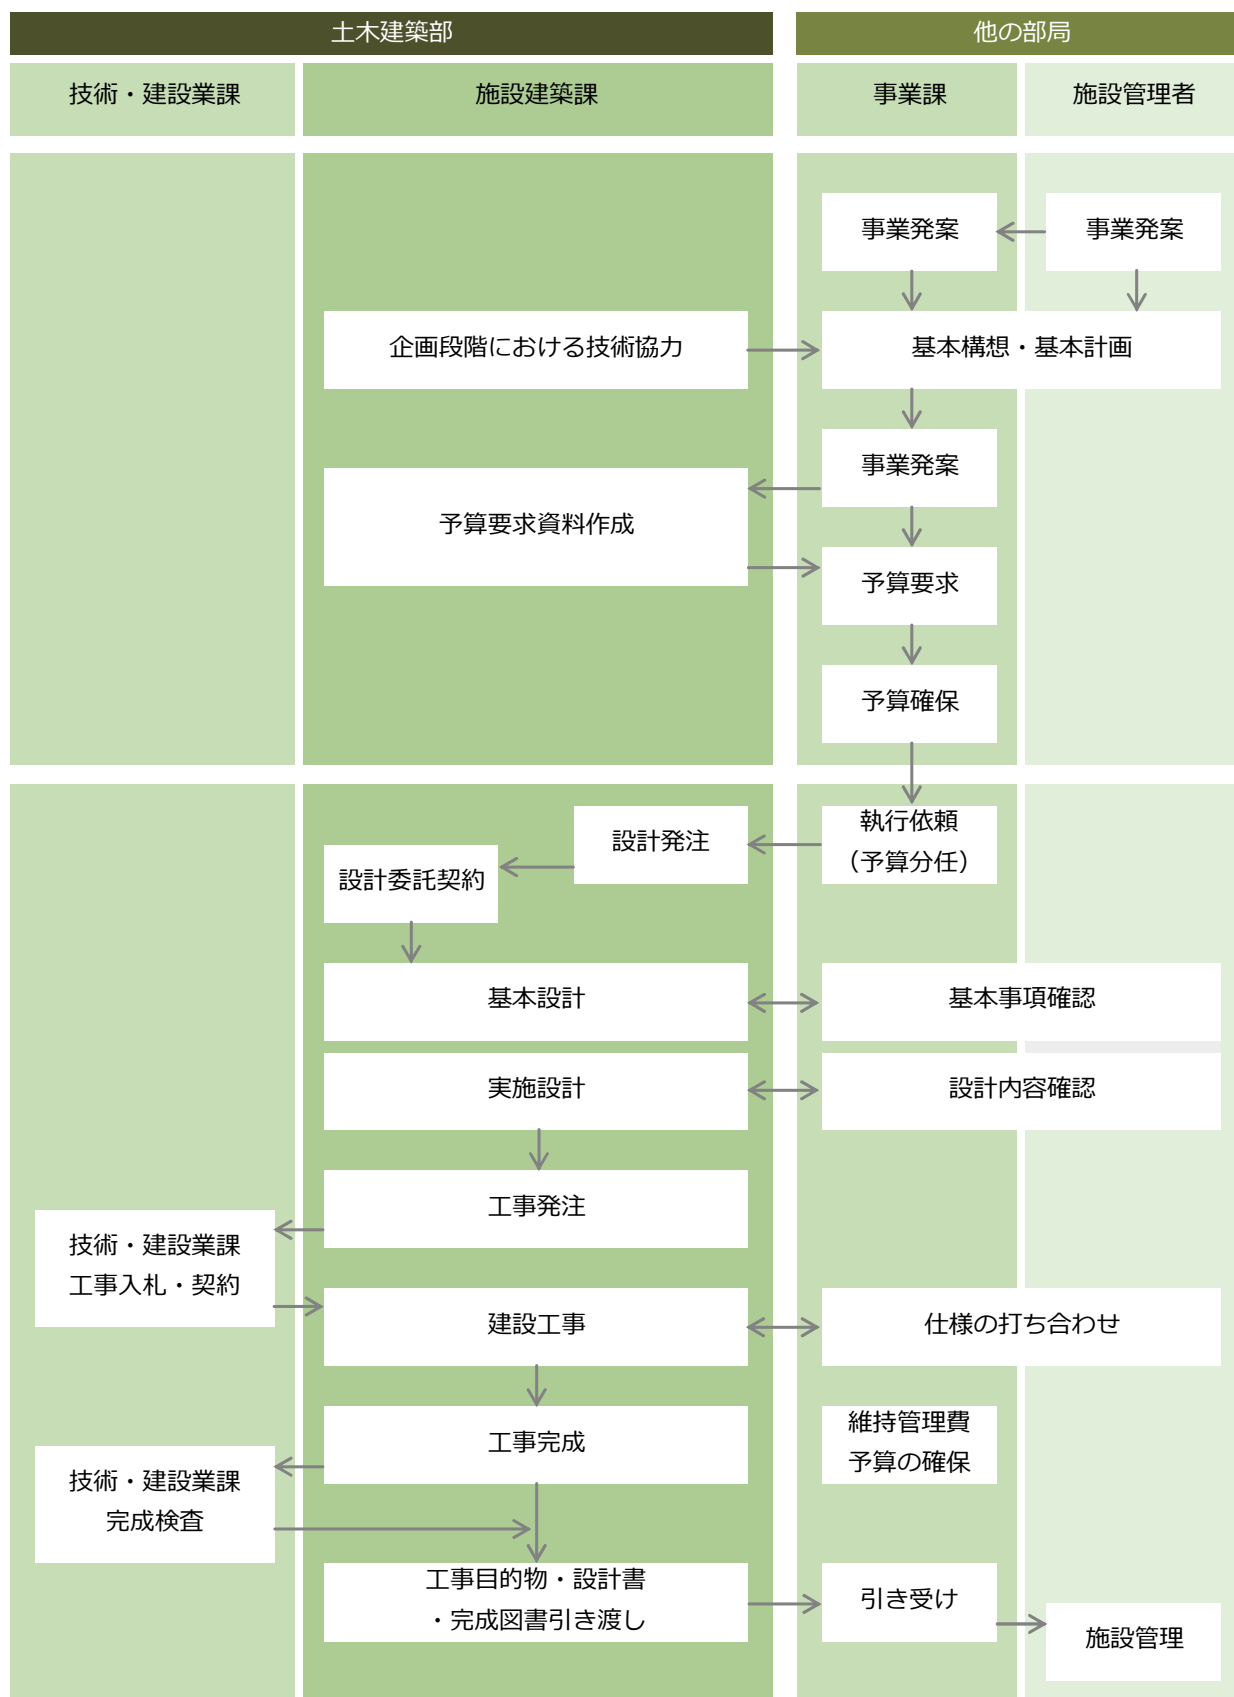 土木建築部
他の部局
技術・建設業課
施設建築課
事業課
施設管理者
事業発案
事業発案
企画段階における技術協力
基本構想・基本計画
事業発案
予算要求資料作成
予算要求
予算確保
執行依頼
（予算分任）
設計発注
設計委託契約
基本設計
基本事項確認
実施設計
設計内容確認
工事発注
技術・建設業課
工事入札・契約
建設工事
仕様の打ち合わせ
工事完成
維持管理費
予算の確保
技術・建設業課
完成検査
工事目的物・設計書
・完成図書引き渡し
引き受け
施設管理